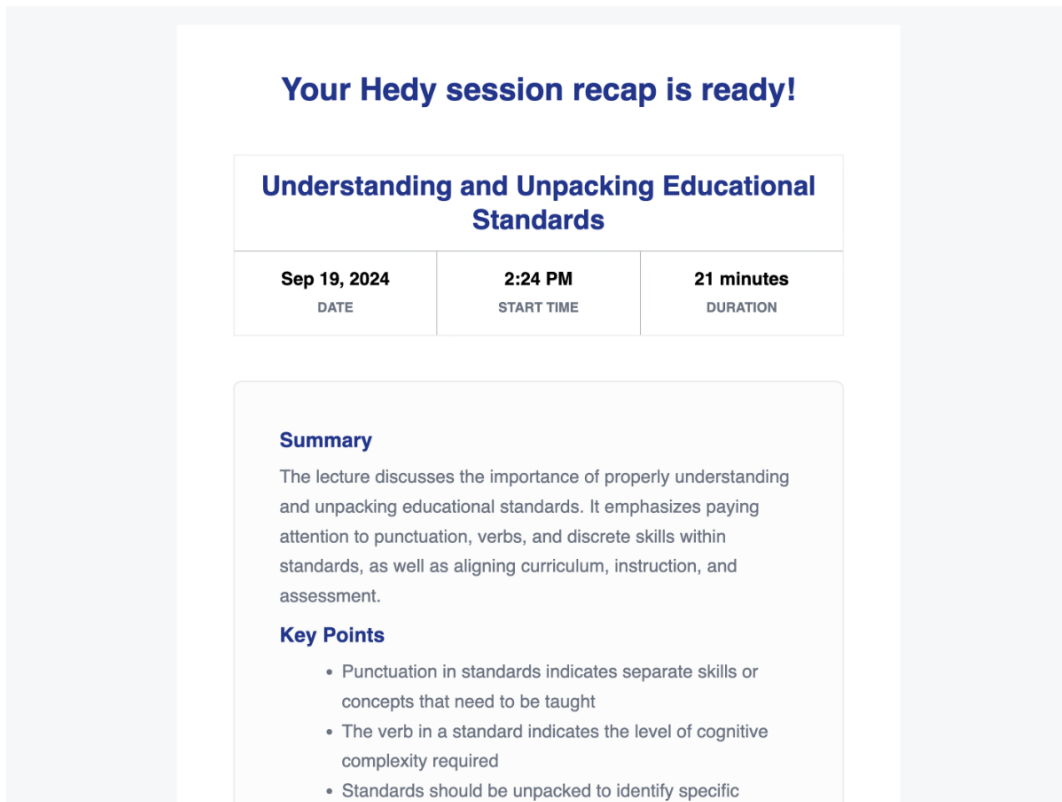 Your Hedy session recap is ready!
Understanding and Unpacking Educational
Standards
Sep 19, 2024
DATE
2:24 PM
START TIME
21 minutes
DURATION
Summary
The lecture discusses the importance of properly understanding
and unpacking educational standards. It emphasizes paying
attention to punctuation, verbs, and discrete skills within
standards, as well as aligning curriculum, instruction, and
assessment.
Key Points
• Punctuation in standards indicates separate skills or
concepts that need to be taught
• The verb in a standard indicates the level of cognitive
complexity required
• Standards should be unpacked to identify specific